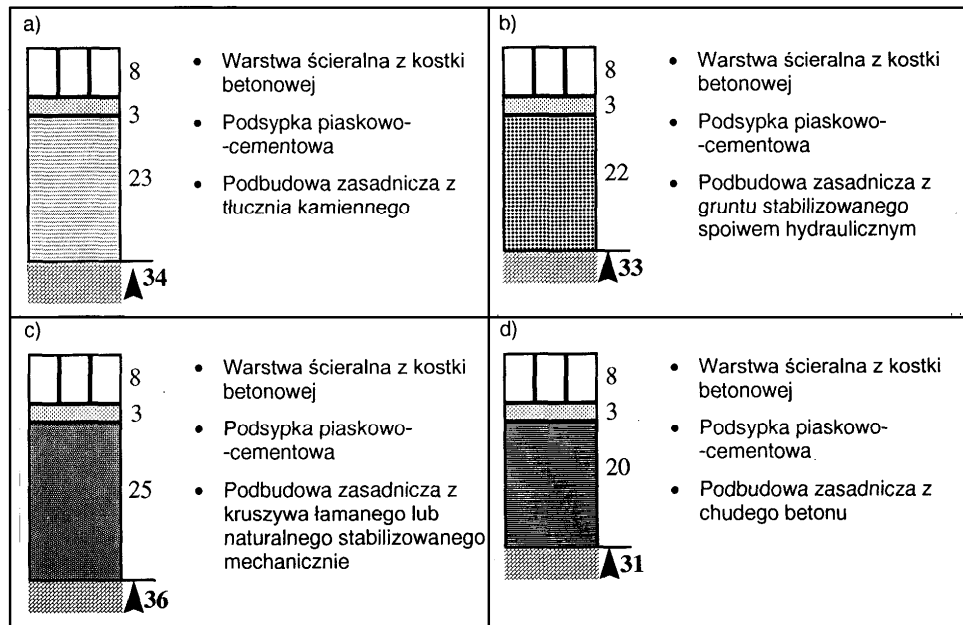 a)
8
3
23
34
• Warstwa ścieralna z kostki
betonowej
• Podsypka piaskowo-
-cementowa
• Podbudowa zasadnicza z
tłucznia kamiennego
b)
8
3
22
33
• Warstwa ścieralna z kostki
betonowej
• Podsypka piaskowo-
-cementowa
• Podbudowa zasadnicza z
gruntu stabilizowanego
spoiwem hydraulicznym
c)
8
3
25
36
• Warstwa ścieralna z kostki
betonowej
• Podsypka piaskowo-
-cementowa
• Podbudowa zasadnicza z
kruszywa łamanego lub
naturalnego stabilizowanego
mechanicznie
d)
8
3
20
31
• Warstwa ścieralna z kostki
betonowej
• Podsypka piaskowo-
-cementowa
• Podbudowa zasadnicza z
chudego betonu